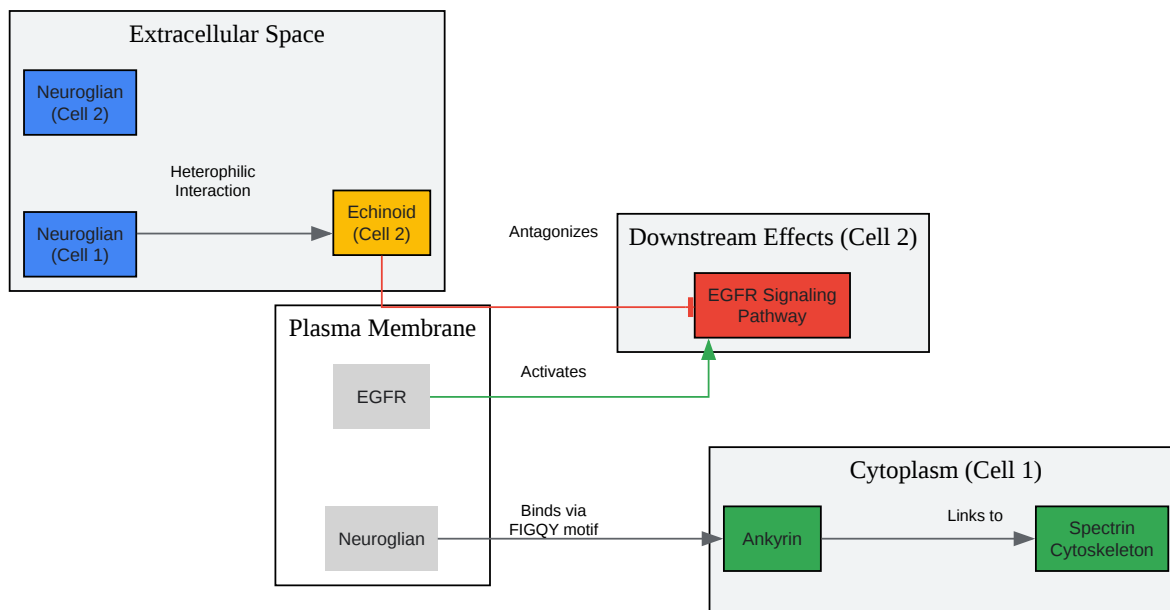 Extracellular Space
Neuroglian
(Cell 2)
Heterophilic
Interaction
Neuroglian
(Cell 1)
Echinoid
(Cell 2)
Antagonizes
Downstream Effects (Cell 2)
EGFR Signaling
Pathway
Plasma Membrane
EGFR
Activates
Neuroglian
Binds via
FIGQY motif
Cytoplasm (Cell 1)
Ankyrin
Links to
Spectrin
Cytoskeleton